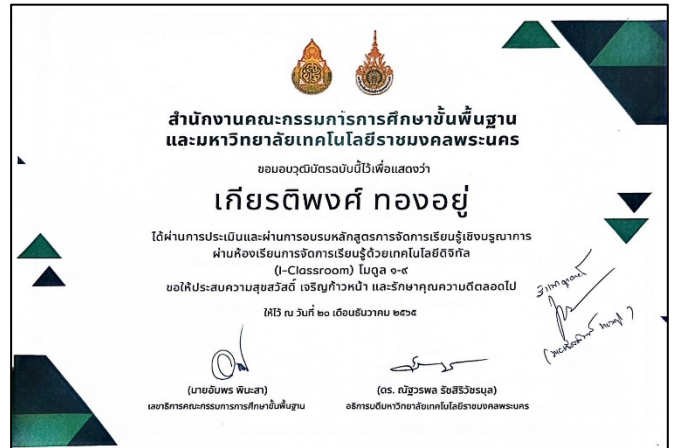 สำนักงานคณะกรรมการการศึกษาขั้นพื้นฐาน
และมหาวิทยาลัยเทคโนโลยีราชมงคลพระนคร
ขอมอบวุฒิบัตรฉบับนี้ไว้เพื่อแสดงว่า
เกียรติพงศ์ ทองอยู่
ได้ผ่านการประเมินและผ่านการอบรมหลักสูตรการจัดการเรียนรู้เชิงบูรณาการ
ผ่านห้องเรียนการจัดการเรียนรู้ด้วยเทคโนโลยีดิจิทัล
(I-Classroom) โมดูล ๑-๙
ขอให้ประสบความสุขสวัสดิ์ เจริญก้าวหน้า และรักษาคุณความดีตลอดไป
ให้ไว้ ณ วันที่ ๒๐ เดือนธันวาคม ๒๕๖๕
(นายอัมพร พินะสา)
เลขาธิการคณะกรรมการการศึกษาขั้นพื้นฐาน
(ดร. ณัฐวรพล รัชสิริวัชรบุล)
อธิการบดีมหาวิทยาลัยเทคโนโลยีราชมงคลพระนคร